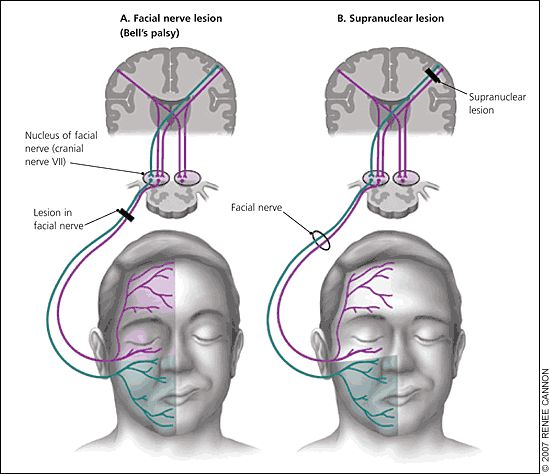 A. Facial nerve lesion
(Bell's palsy)
B. Supranuclear lesion
Supranuclear
lesion
Nucleus of facial
nerve (cranial
nerve VII)
Lesion in
facial nerve
Facial nerve
© 2007 RENEE CANNON